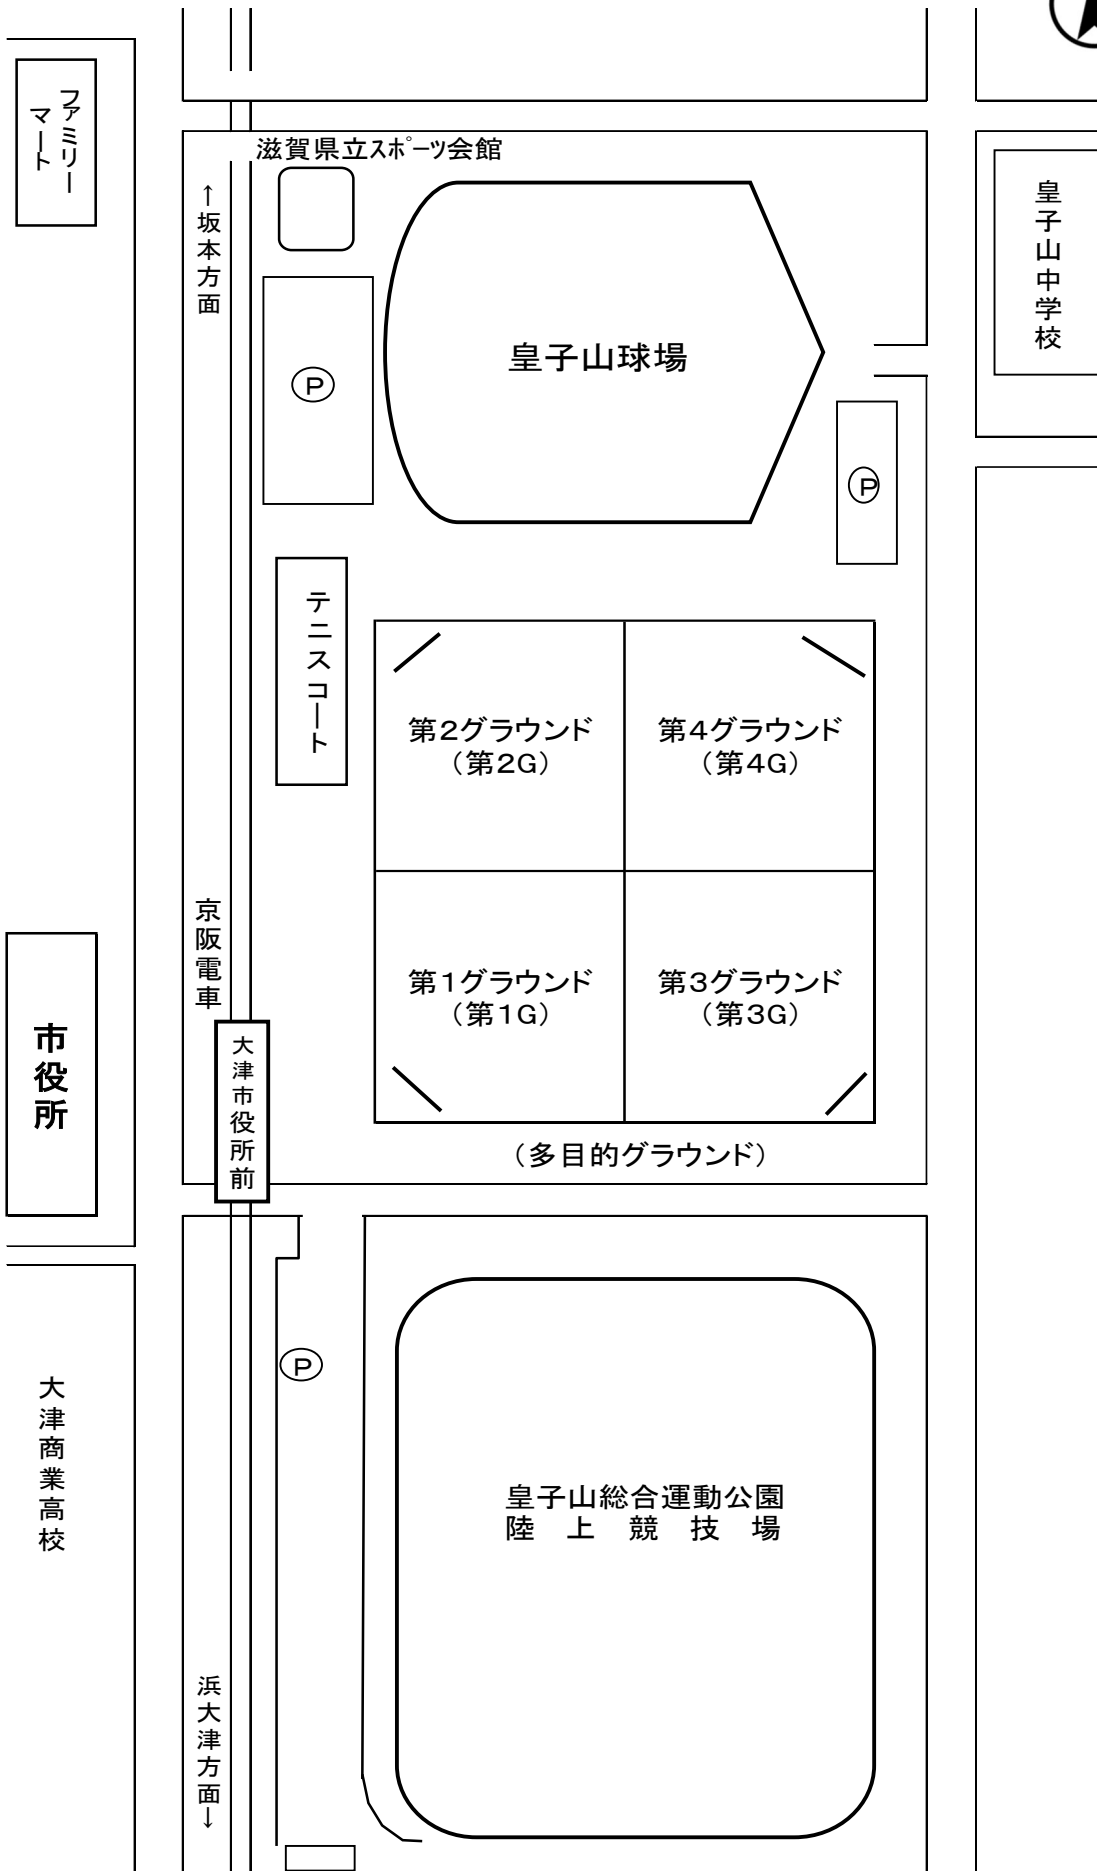 ファミリー
マート
滋賀県立スポーツ会館
↑坂本方面
皇子山中学校
皇子山球場
P
P
テニスコート
第2グラウンド
（第2G）
第4グラウンド
（第4G）
京阪電車
第1グラウンド
（第1G）
第3グラウンド
（第3G）
市役所
大津市役所前
（多目的グラウンド）
P
大津商業高校
皇子山総合運動公園
陸上競技場
浜大津方面↓